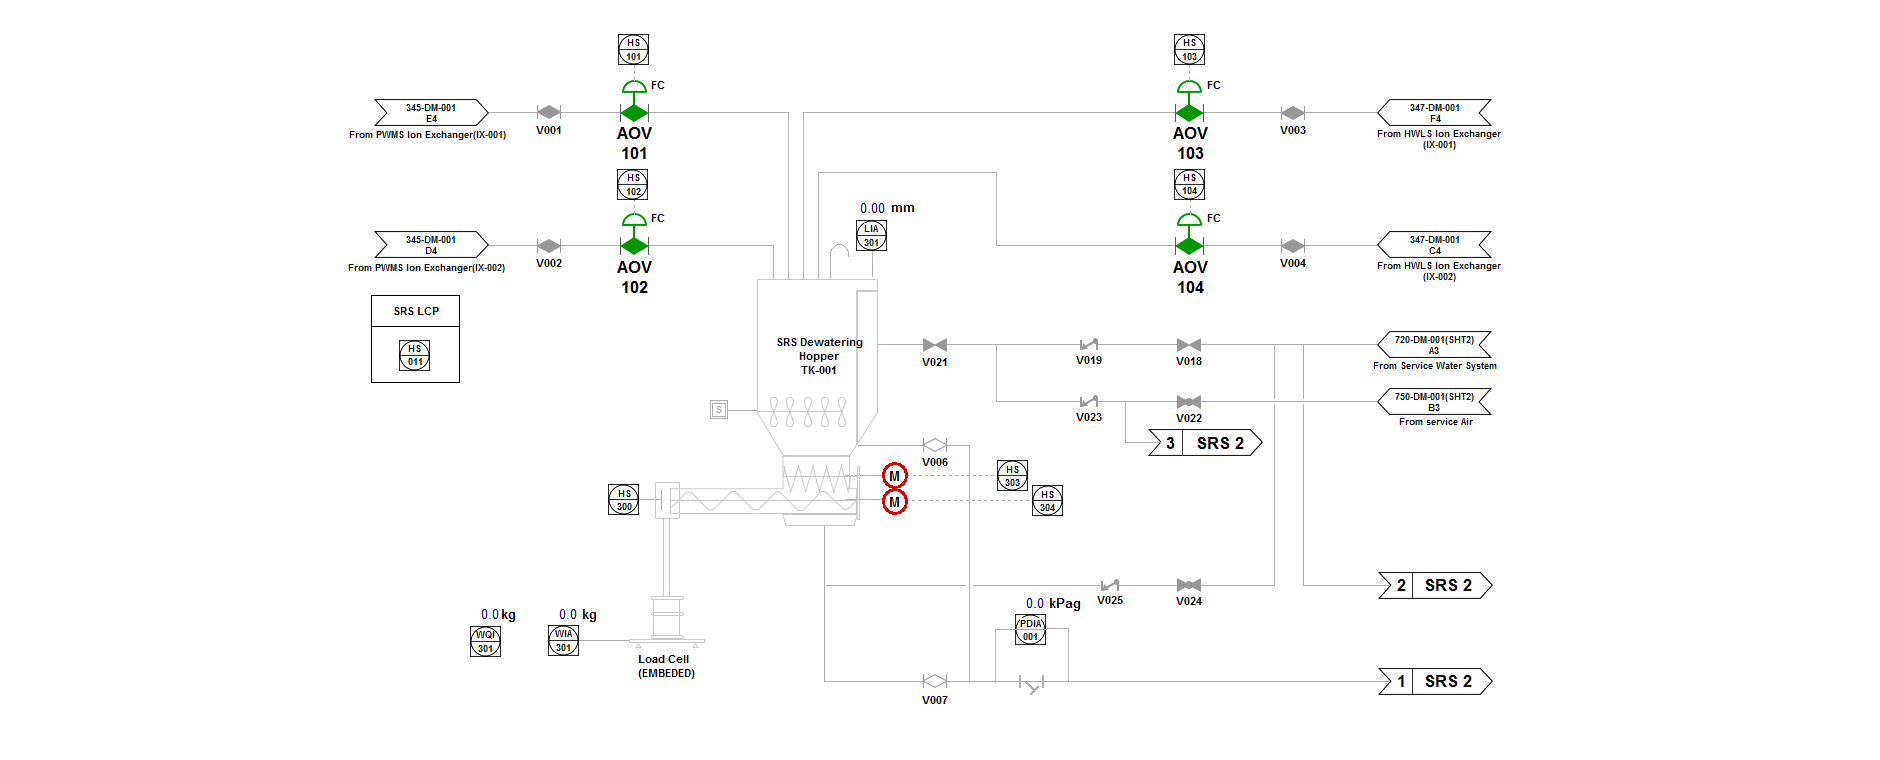 HS
101
FC
345-DM-001
E4
From PWMS Ion Exchanger(IX-001)
V001
AOV
101
HS
103
FC
AOV
103
V003
347-DM-001
F4
From HWLS Ion Exchanger
(IX-001)
HS
102
FC
345-DM-001
D4
From PWMS Ion Exchanger(IX-002)
V002
AOV
102
HS
104
FC
AOV
104
V004
347-DM-001
C4
From HWLS Ion Exchanger
(IX-002)
0.00 mm
LIA
301
SRS LCP
HS
011
SRS Dewatering
Hopper
TK-001
S
V021
V019
V018
720-DM-001(SHT2)
A3
From Service Water System
V023
V022
750-DM-001(SHT2)
B3
From service Air
3 SRS 2
V006
M
HS
303
M
HS
304
HS
300
V025
V024
2 SRS 2
0.0 kg
WQI
301
0.0 kg
WIA
301
Load Cell
(EMBEDED)
0.0 kPag
PDIA
001
V007
1 SRS 2